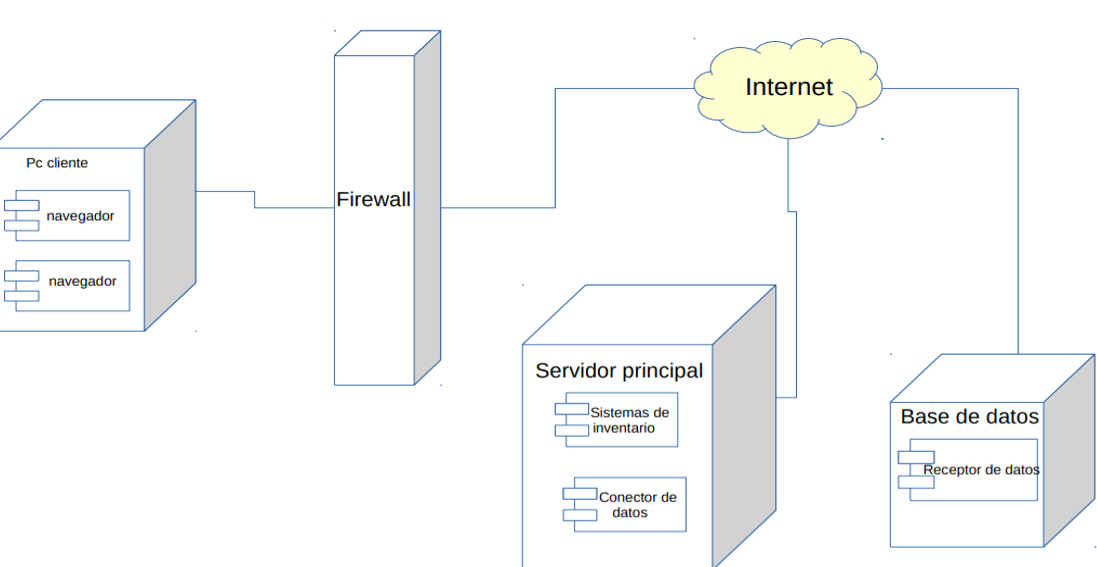 Pc cliente
navegador
navegador
Firewall
Internet
Servidor principal
Sistemas de
inventario
Conector de
datos
Base de datos
Receptor de datos